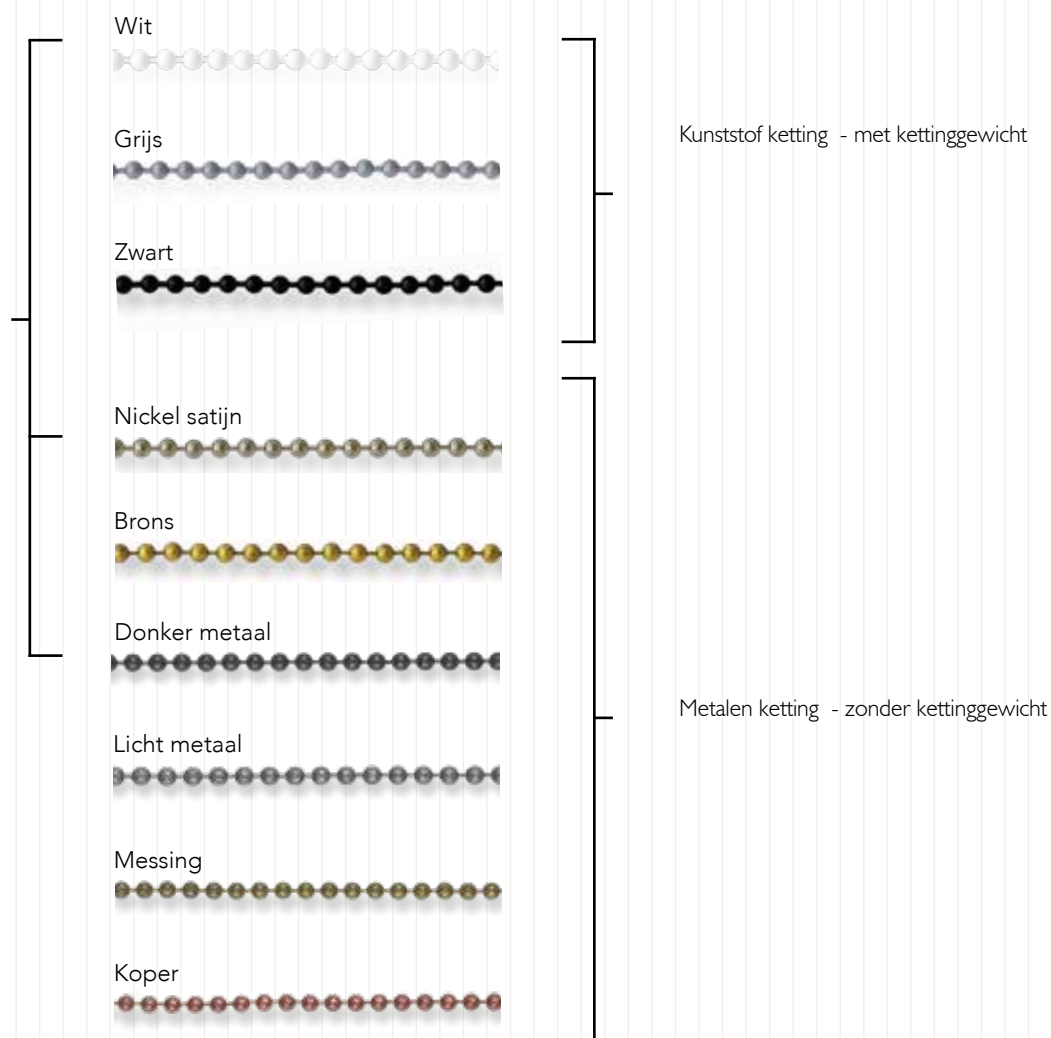 Wit
Grijs
Kunststof ketting - met kettinggewicht
Zwart
Nickel satijn
Brons
Donker metaal
Metalen ketting - zonder kettinggewicht
Licht metaal
Messing
Koper